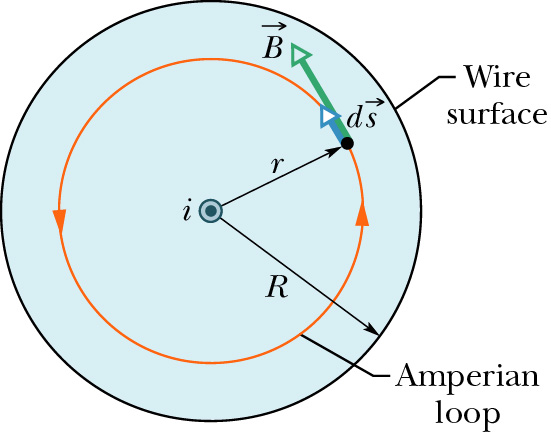 B
ds
Wire
surface
r
i
R
Amperian
loop